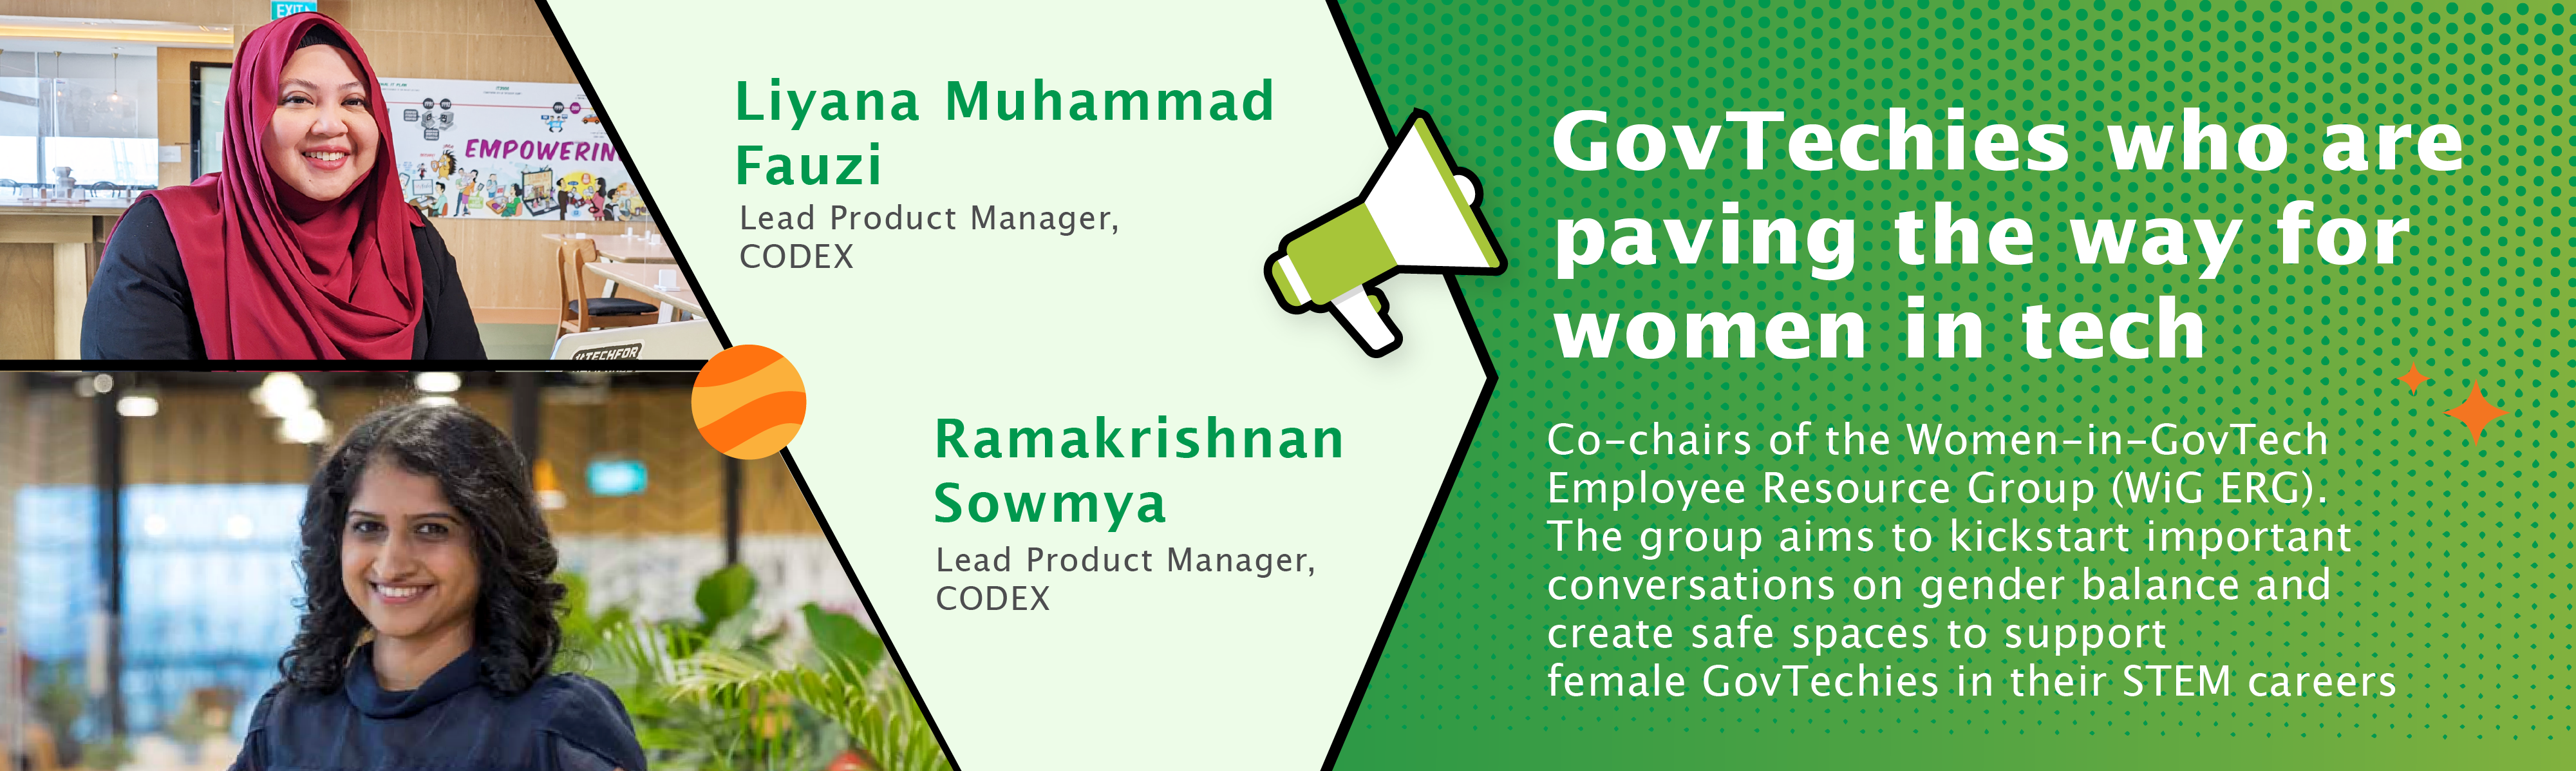 EXIT
EMPOWERIN
TECHFOR
Liyana Muhammad
Fauzi
Lead Product Manager,
CODEX
Ramakrishnan
Sowmya
Lead Product Manager,
CODEX
GovTechies who are
paving the way for
women in tech
Co-chairs of the Women-in-GovTech
Employee Resource Group (WiG ERG).
The group aims to kickstart important
conversations on gender balance and
create safe spaces to support
female GovTechies in their STEM careers